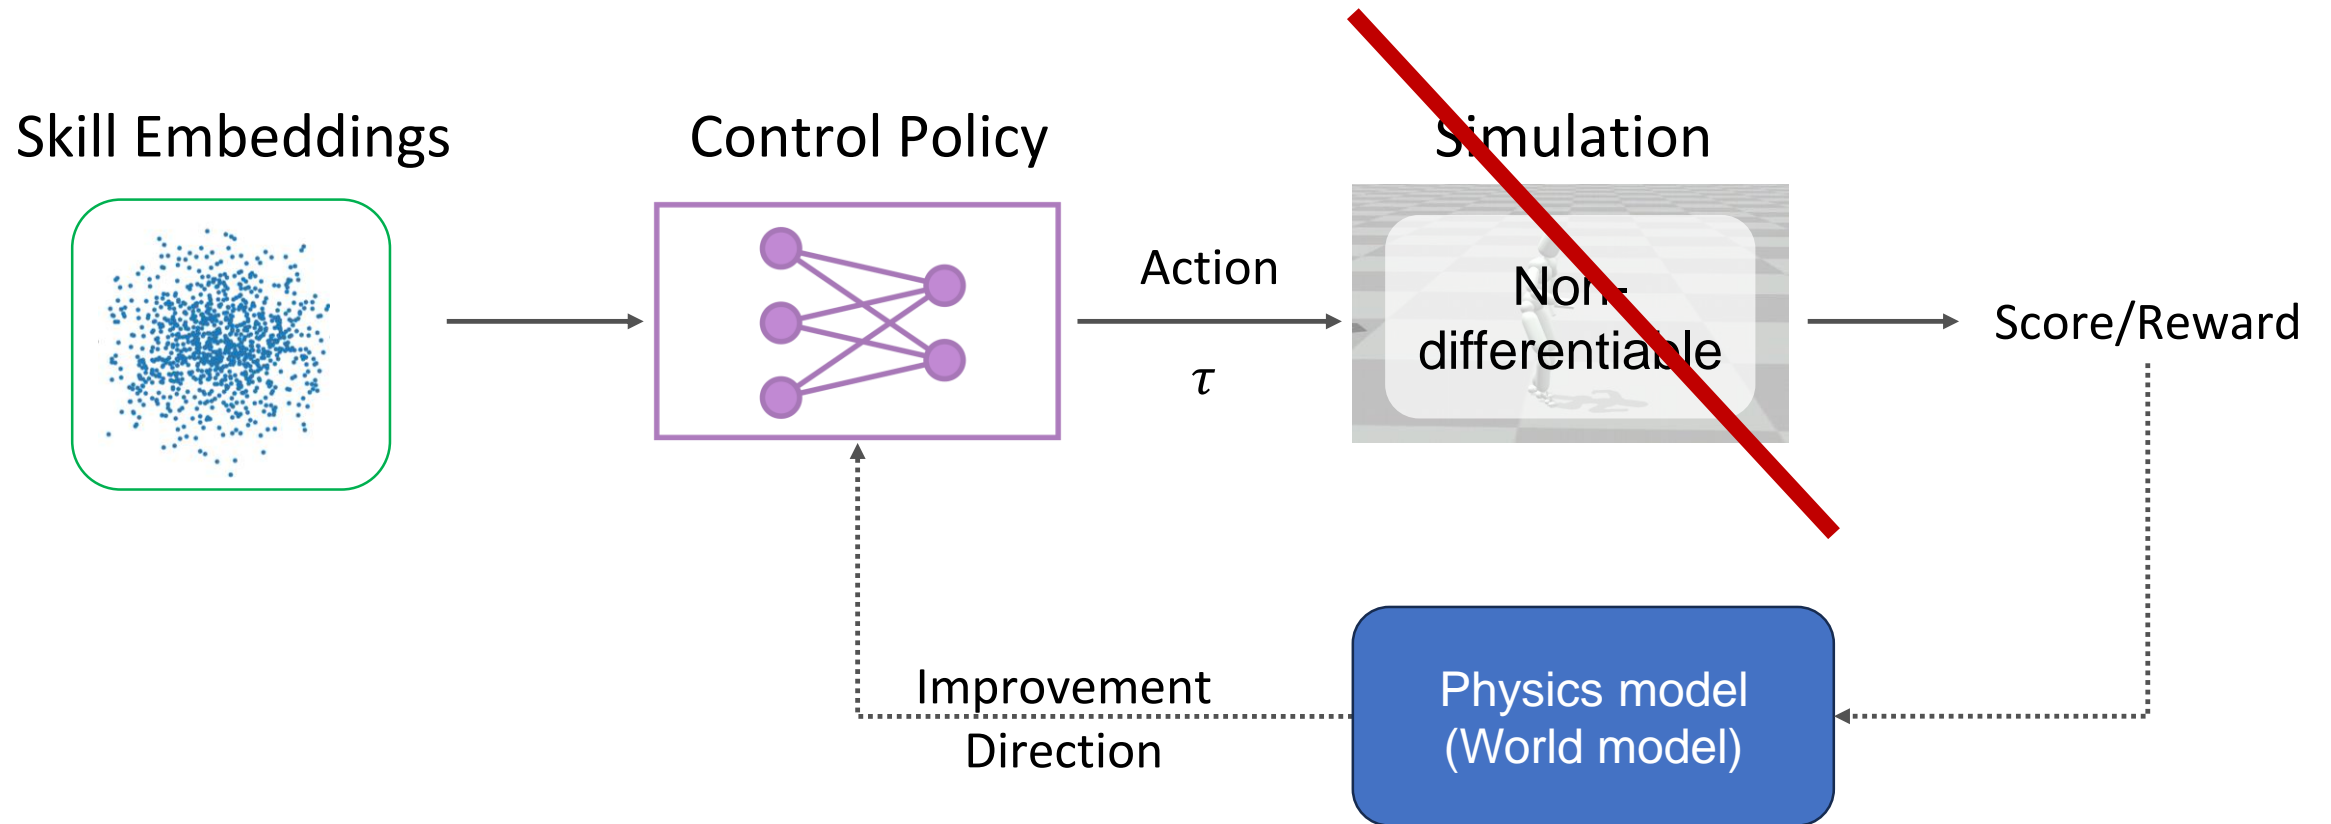 Skill Embeddings
Control Policy
Simulation
Action
τ
Non-
differentiable
Score/Reward
Improvement
Direction
Physics model
(World model)